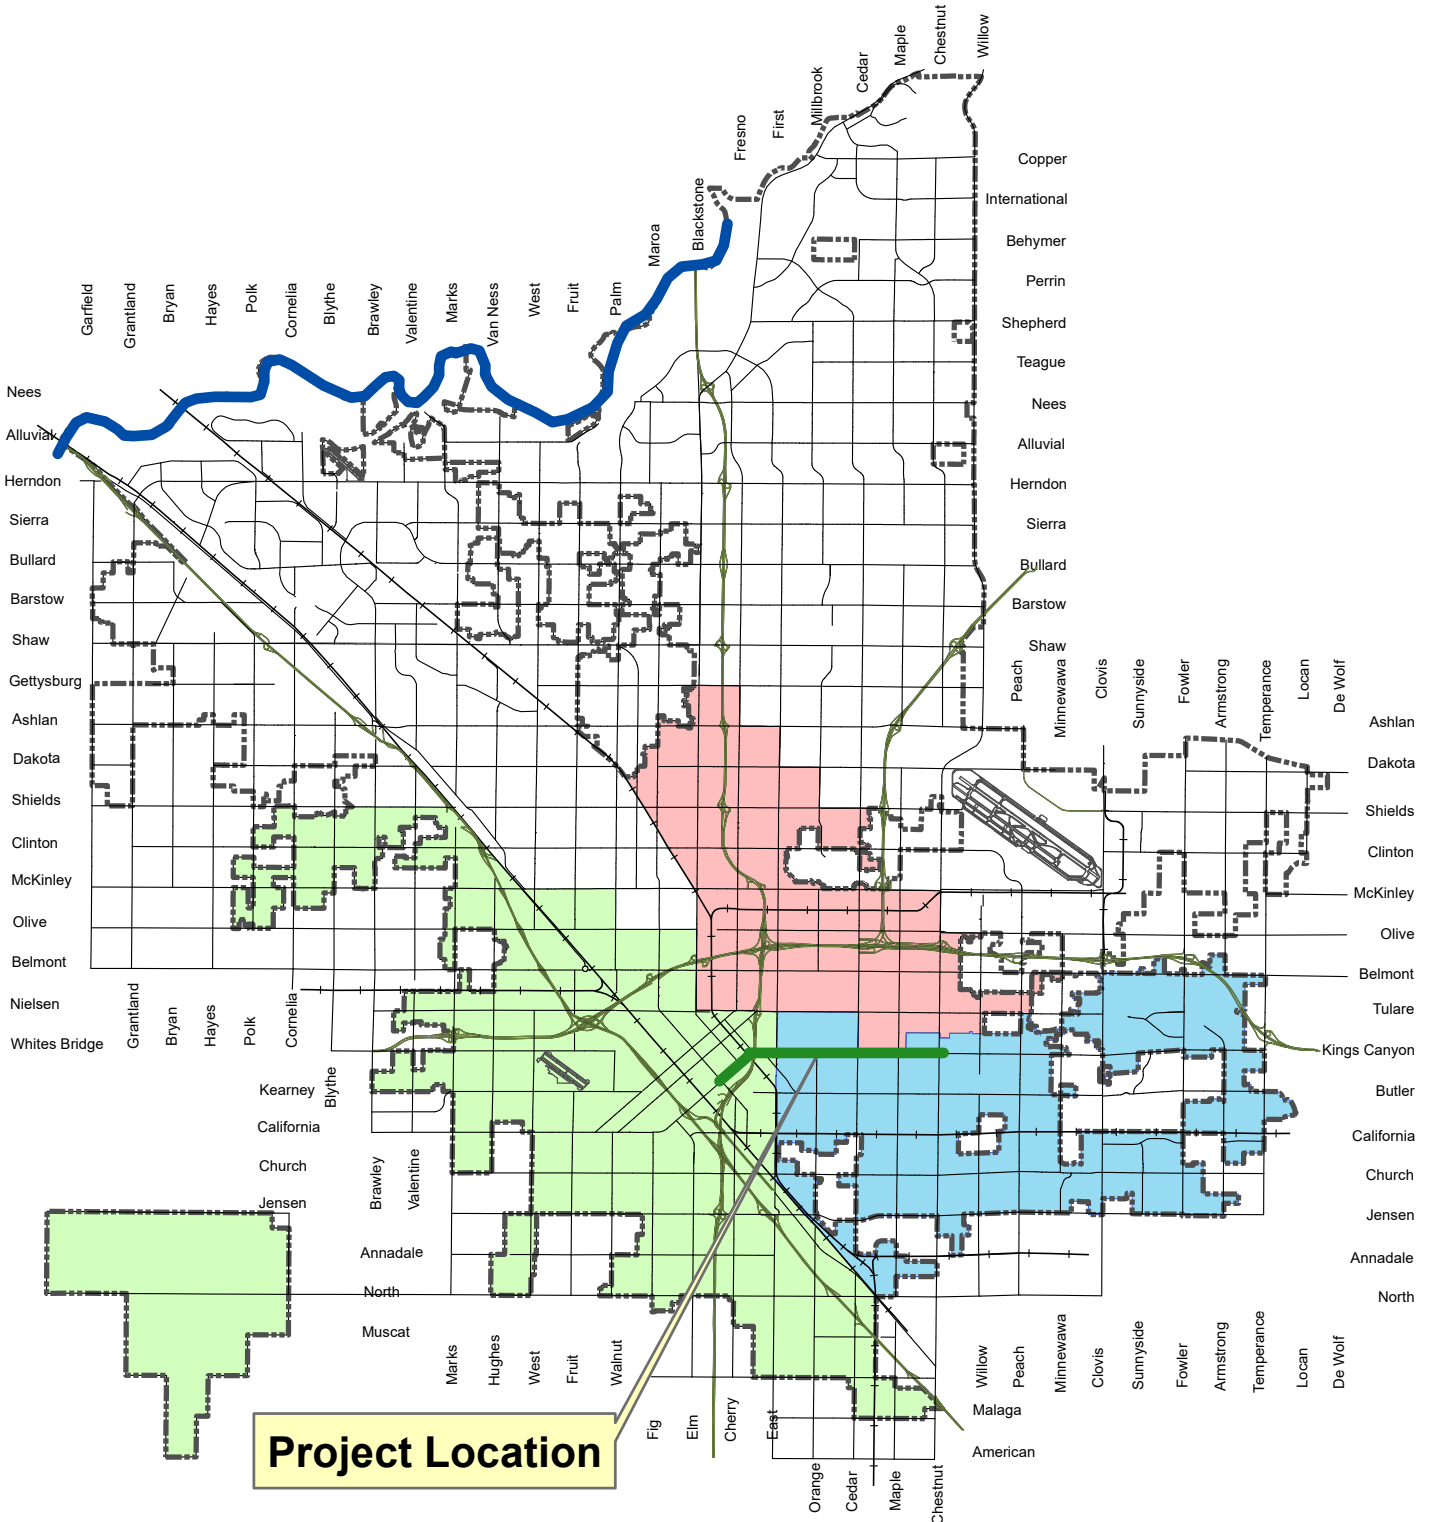 Garfield
Grantland
Bryan
Hayes
Polk
Cornelia
Blythe
Brawley
Valentine
Marks
Van Ness
West
Fruit
Palm
Maroa
Blackstone
Fresno
First
Millbrook
Cedar
Maple
Chestnut
Willow
Copper
International
Behymer
Perrin
Shepherd
Teague
Nees
Alluvial
Herndon
Sierra
Bullard
Barstow
Shaw
Nees
Alluvial
Herndon
Sierra
Bullard
Barstow
Shaw
Gettysburg
Ashlan
Dakota
Shields
Clinton
McKinley
Olive
Belmont
Nielsen
Whites Bridge
Peach
Minnewawa
Clovis
Sunnyside
Fowler
Armstrong
Temperance
Locan
De Wolf
Ashlan
Dakota
Shields
Clinton
McKinley
Olive
Belmont
Tulare
Kings Canyon
Butler
California
Church
Jensen
Annadale
North
Grantland
Bryan
Hayes
Polk
Cornelia
Blythe
Kearney
California
Church
Jensen
Brawley
Valentine
Annadale
North
Muscat
Marks
Hughes
West
Fruit
Walnut
Fig
Elm
Cherry
East
Orange
Cedar
Maple
Chestnut
Willow
Peach
Minnewawa
Clovis
Sunnyside
Fowler
Armstrong
Temperance
Locan
De Wolf
Malaga
American
Project Location